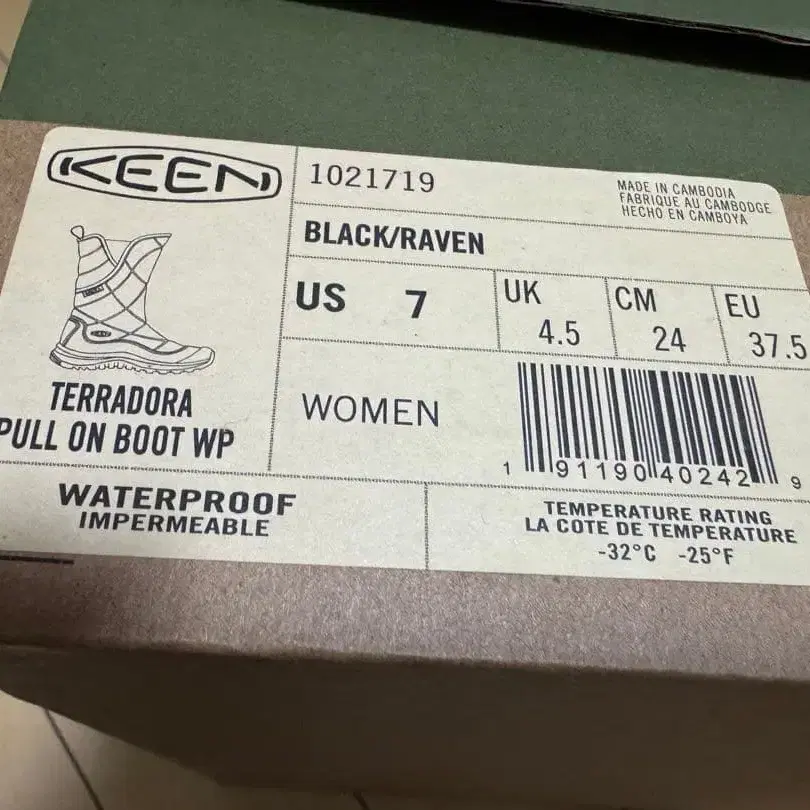 KEEN
1021719
MADE IN CAMBODIA
FABRIQUE AU CAMBODGE
HECHO EN CAMBOYA
BLACK/RAVEN
US 7
UK 4.5
CM 24
EU 37.5
KEEN
TERRADORA
PULL ON BOOT WP
WOMEN
1 91190 40242 9
WATERPROOF
IMPERMEABLE
TEMPERATURE RATING
LA COTE DE TEMPERATURE
-32°C -25°F